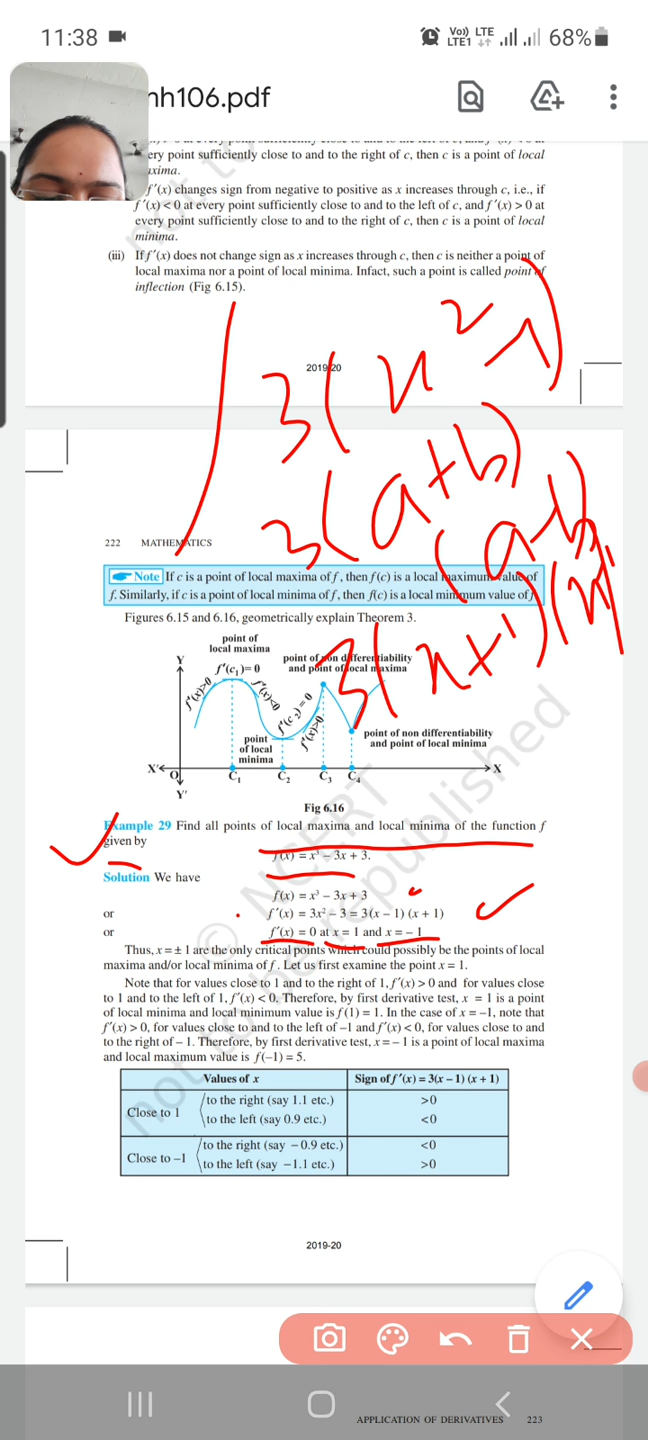 11:38
Vo)) LTE
LTE1
68%
nh106.pdf
ery point sufficiently close to and to the right of c, then c is a point of local
xima.
f′(x) changes sign from negative to positive as x increases through c, i.e., if
f′(x) < 0 at every point sufficiently close to and to the left of c, and f′(x) > 0 at
every point sufficiently close to and to the right of c, then c is a point of local
minima.
(iii) If f′(x) does not change sign as x increases through c, then c is neither a point of
local maxima nor a point of local minima. Infact, such a point is called point of
inflection (Fig 6.15).
2019-20
3(x²-1)
3(a+b)
(a-b)
3(x+1)(x-1)
222 MATHEMATICS
Note If c is a point of local maxima of f, then f(c) is a local maximum value of
f. Similarly, if c is a point of local minima of f, then f(c) is a local minimum value of f.
Figures 6.15 and 6.16, geometrically explain Theorem 3.
point of
local maxima
Y
f′(c₁)=0
point of non differentiability
and point of local maxima
f′(x)>0
f′(x)<0
f′(c₂)=0
f′(x)>0
point
of local
minima
point of non differentiability
and point of local minima
X′ O C₁ C₂ C₃ C₄ X
Y′
Fig 6.16
Example 29 Find all points of local maxima and local minima of the function f
given by
f(x) = x³ – 3x + 3.
Solution We have
f(x) = x³ – 3x + 3
or f′(x) = 3x² – 3 = 3(x – 1) (x + 1)
or f′(x) = 0 at x = 1 and x = – 1
Thus, x = ± 1 are the only critical points which could possibly be the points of local
maxima and/or local minima of f. Let us first examine the point x = 1.
Note that for values close to 1 and to the right of 1, f′(x) > 0 and for values close
to 1 and to the left of 1, f′(x) < 0. Therefore, by first derivative test, x = 1 is a point
of local minima and local minimum value is f(1) = 1. In the case of x = –1, note that
f′(x) > 0, for values close to and to the left of –1 and f′(x) < 0, for values close to and
to the right of – 1. Therefore, by first derivative test, x = – 1 is a point of local maxima
and local maximum value is f(–1) = 5.
Values of x Sign of f′(x) = 3(x – 1) (x + 1)
Close to 1 to the right (say 1.1 etc.) >0
to the left (say 0.9 etc.) <0
Close to –1 to the right (say –0.9 etc.) <0
to the left (say –1.1 etc.) >0
© NCERT
not to be republished
2019-20
APPLICATION OF DERIVATIVES 223